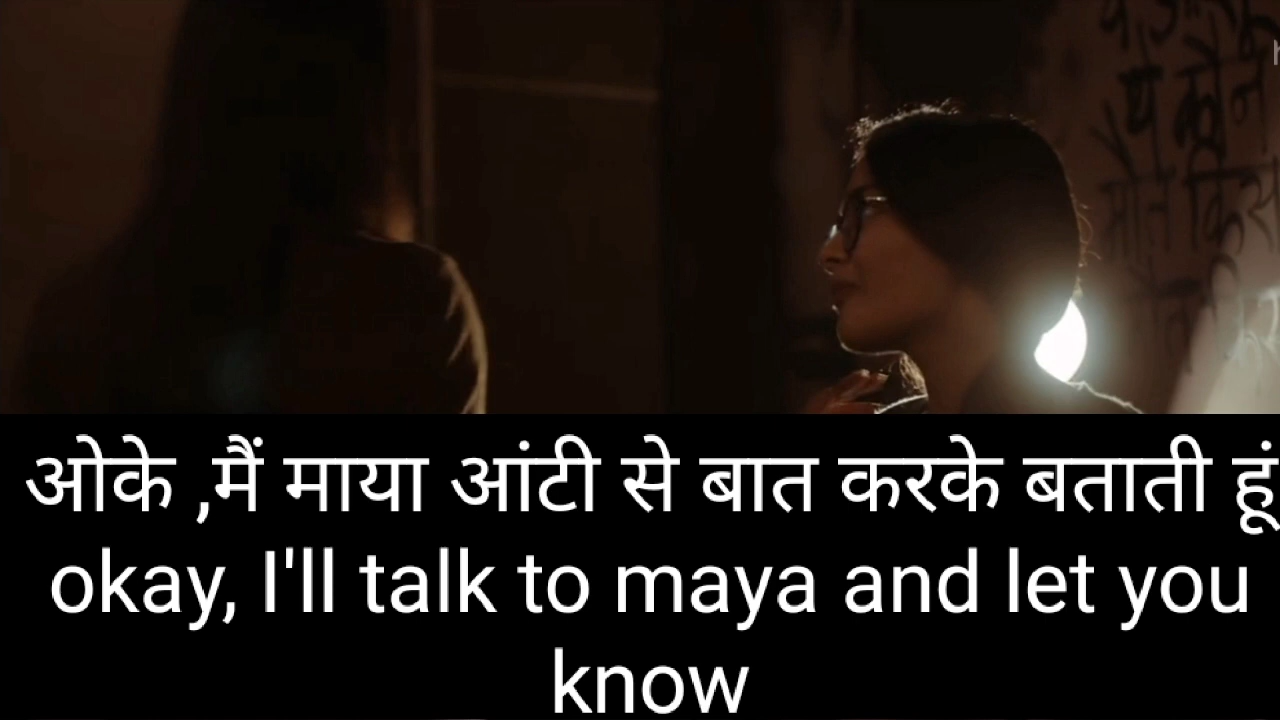 य कौन
मान किस
ओके ,मैं माया आंटी से बात करके बताती हूं
okay, I'll talk to maya and let you
know